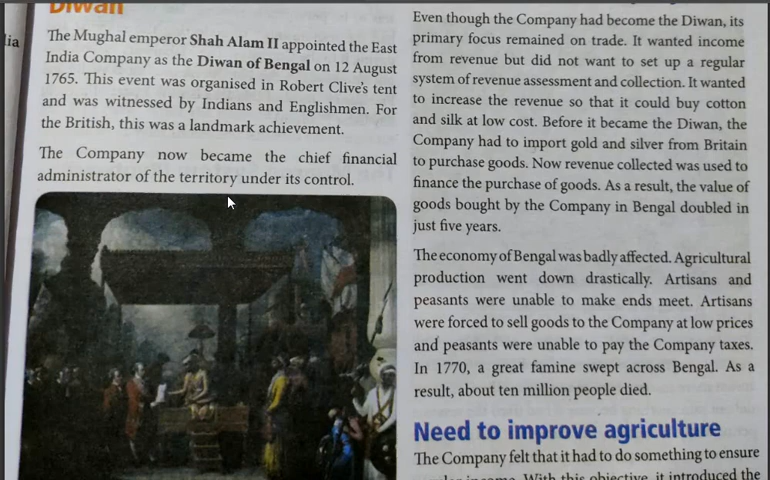 Diwan
The Mughal emperor Shah Alam II appointed the East
India Company as the Diwan of Bengal on 12 August
1765. This event was organised in Robert Clive's tent
and was witnessed by Indians and Englishmen. For
the British, this was a landmark achievement.
The Company now became the chief financial
administrator of the territory under its control.
Even though the Company had become the Diwan, its
primary focus remained on trade. It wanted income
from revenue but did not want to set up a regular
system of revenue assessment and collection. It wanted
to increase the revenue so that it could buy cotton
and silk at low cost. Before it became the Diwan, the
Company had to import gold and silver from Britain
to purchase goods. Now revenue collected was used to
finance the purchase of goods. As a result, the value of
goods bought by the Company in Bengal doubled in
just five years.
The economy of Bengal was badly affected. Agricultural
production went down drastically. Artisans and
peasants were unable to make ends meet. Artisans
were forced to sell goods to the Company at low prices
and peasants were unable to pay the Company taxes.
In 1770, a great famine swept across Bengal. As a
result, about ten million people died.
Need to improve agriculture
The Company felt that it had to do something to ensure
income. With this objective, it introduced the